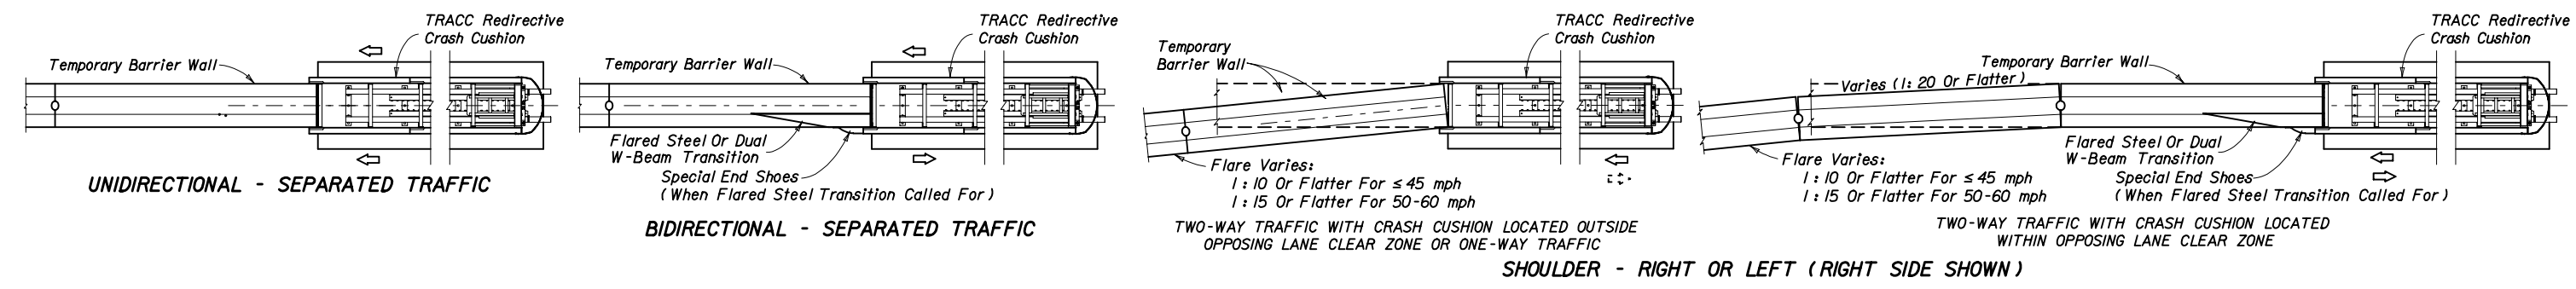 TRACC Redirective
Crash Cushion
Temporary Barrier Wall
UNIDIRECTIONAL - SEPARATED TRAFFIC
TRACC Redirective
Crash Cushion
Temporary Barrier Wall
Flared Steel Or Dual
W-Beam Transition
Special End Shoes
(When Flared Steel Transition Called For)
BIDIRECTIONAL - SEPARATED TRAFFIC
TRACC Redirective
Crash Cushion
Temporary
Barrier Wall
Flare Varies:
1:10 Or Flatter For ≤ 45 mph
1:15 Or Flatter For 50-60 mph
TWO-WAY TRAFFIC WITH CRASH CUSHION LOCATED OUTSIDE
OPPOSING LANE CLEAR ZONE OR ONE-WAY TRAFFIC
TRACC Redirective
Crash Cushion
Temporary Barrier Wall
Varies (1:20 Or Flatter)
Flared Steel Or Dual
W-Beam Transition
Special End Shoes
(When Flared Steel Transition Called For)
Flare Varies:
1:10 Or Flatter For ≤ 45 mph
1:15 Or Flatter For 50-60 mph
TWO-WAY TRAFFIC WITH CRASH CUSHION LOCATED
WITHIN OPPOSING LANE CLEAR ZONE
SHOULDER - RIGHT OR LEFT (RIGHT SIDE SHOWN)